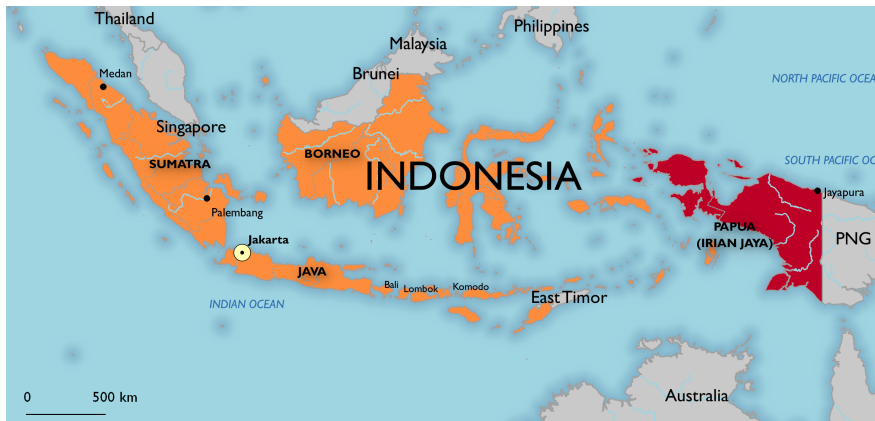 Thailand
Philippines
Malaysia
Brunei
Medan
NORTH PACIFIC OCEA
Singapore
BORNEO
SUMATRA
SOUTH PACIFIC OC
INDONESIA
Jayapura
Palembang
PAPUA
(IRIAN JAYA)
PNG
Jakarta
JAVA
Bali
Lombok
Komodo
East Timor
INDIAN OCEAN
Australia
0 500 km